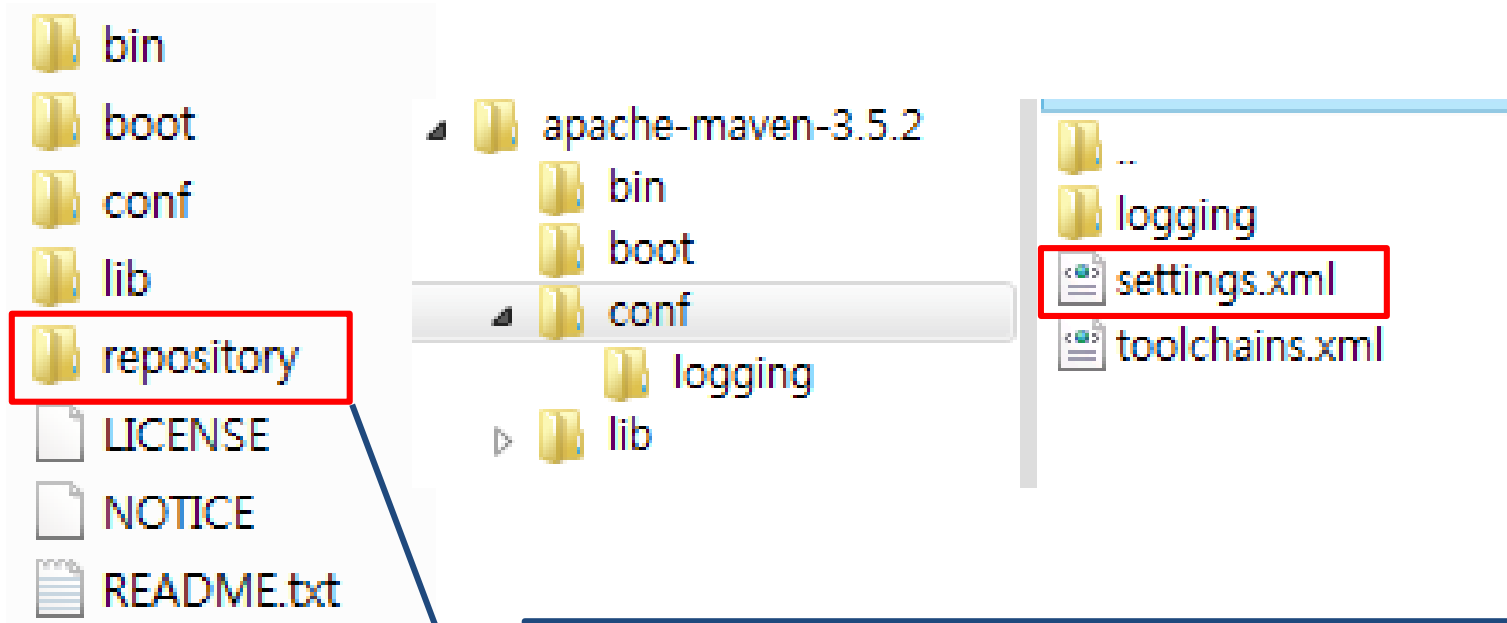 bin
boot
conf
lib
repository
LICENSE
NOTICE
README.txt
apache-maven-3.5.2
bin
boot
conf
logging
lib
..
logging
settings.xml
toolchains.xml